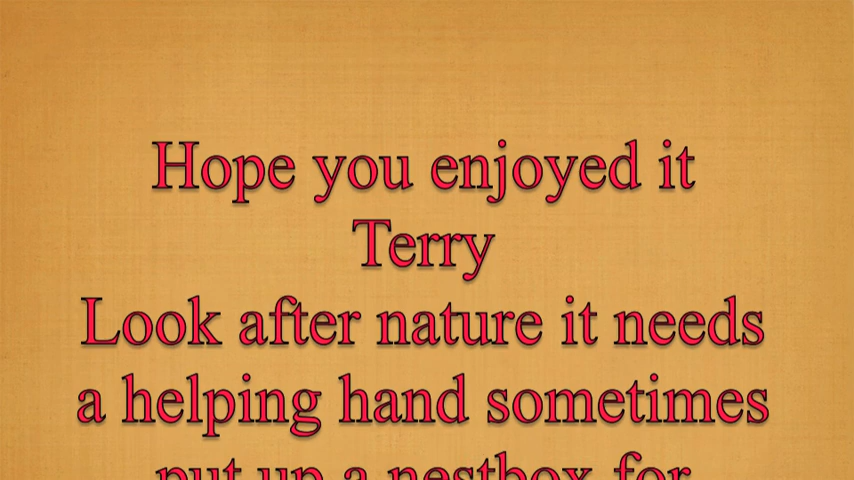 Hope you enjoyed it
Terry
Look after nature it needs
a helping hand sometimes
put up a nestbox for